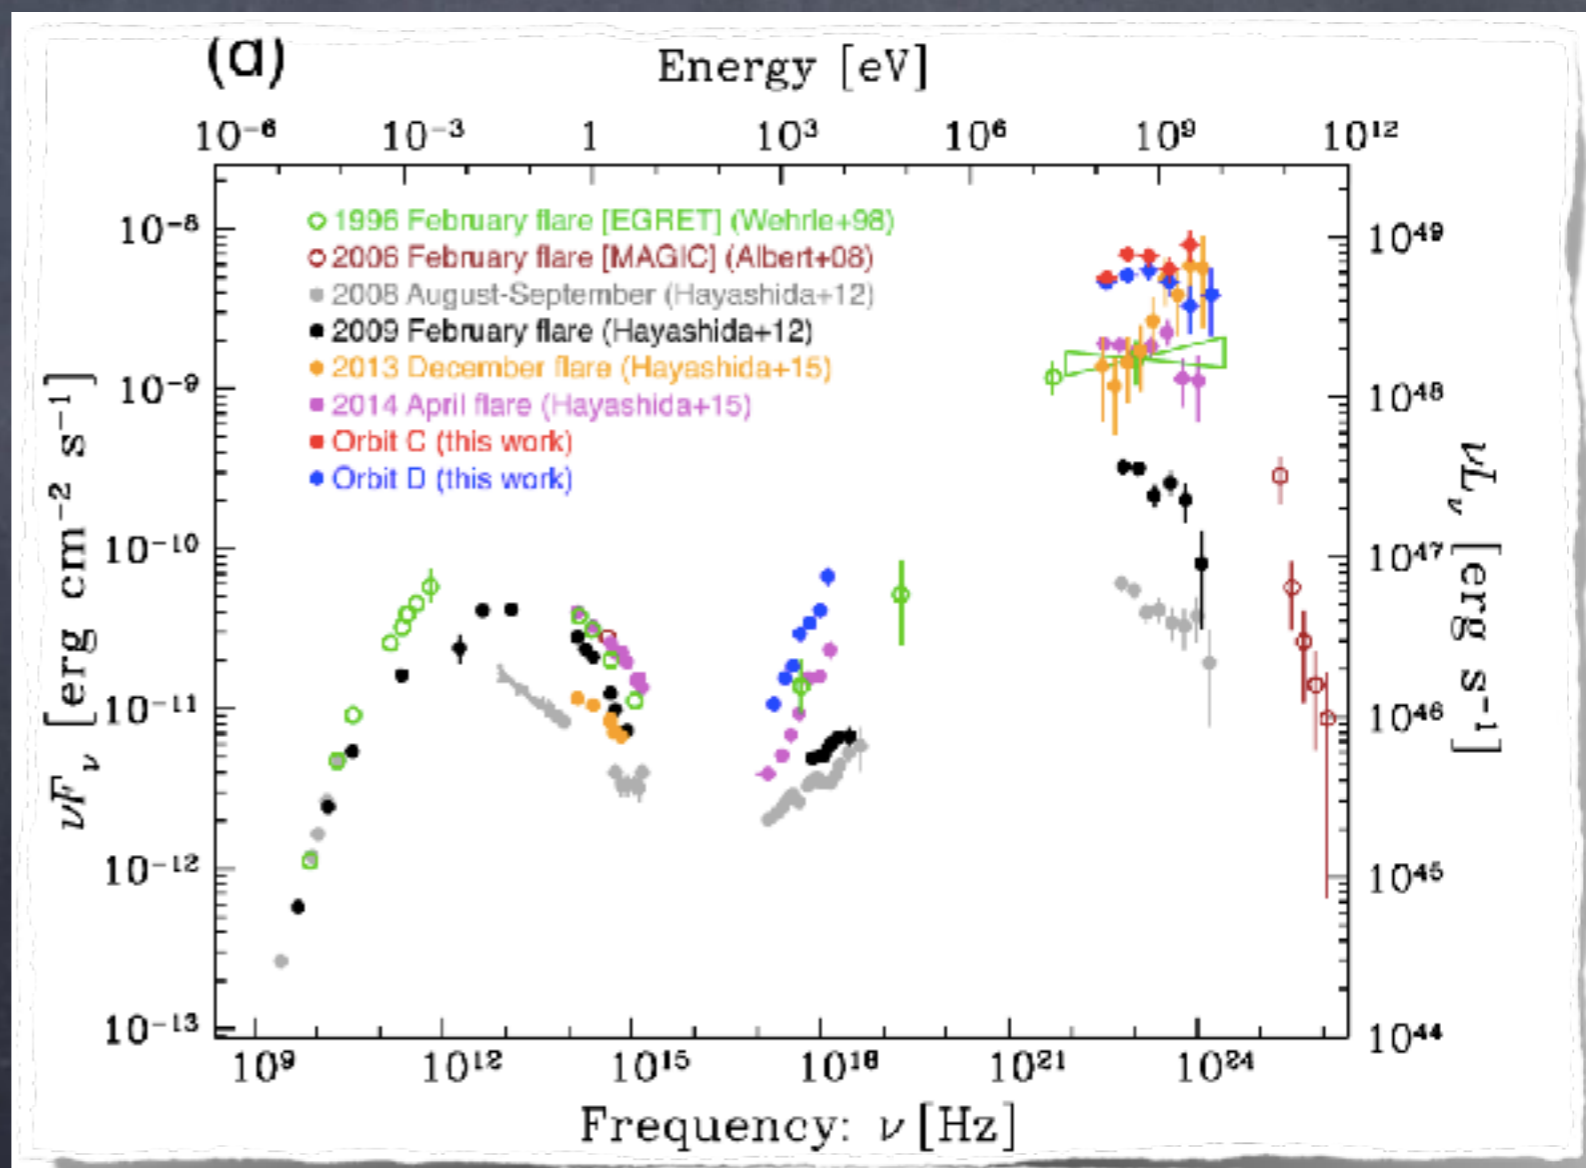 (d)
Energy [eV]
10⁻⁶ 10⁻³ 1 10³ 10⁶ 10⁹ 10¹²
1996 February flare [EGRET] (Wehrle+98)
2006 February flare [MAGIC] (Albert+08)
2008 August-September (Hayashida+12)
2009 February flare (Hayashida+12)
2013 December flare (Hayashida+15)
2014 April flare (Hayashida+15)
Orbit C (this work)
Orbit D (this work)
νFν [erg cm⁻² s⁻¹]
10⁻⁸
10⁻⁹
10⁻¹⁰
10⁻¹¹
10⁻¹²
10⁻¹³
10⁴⁹
10⁴⁸
10⁴⁷
10⁴⁶
10⁴⁵
10⁴⁴
νLν [erg s⁻¹]
10⁹ 10¹² 10¹⁵ 10¹⁸ 10²¹ 10²⁴
Frequency: ν [Hz]